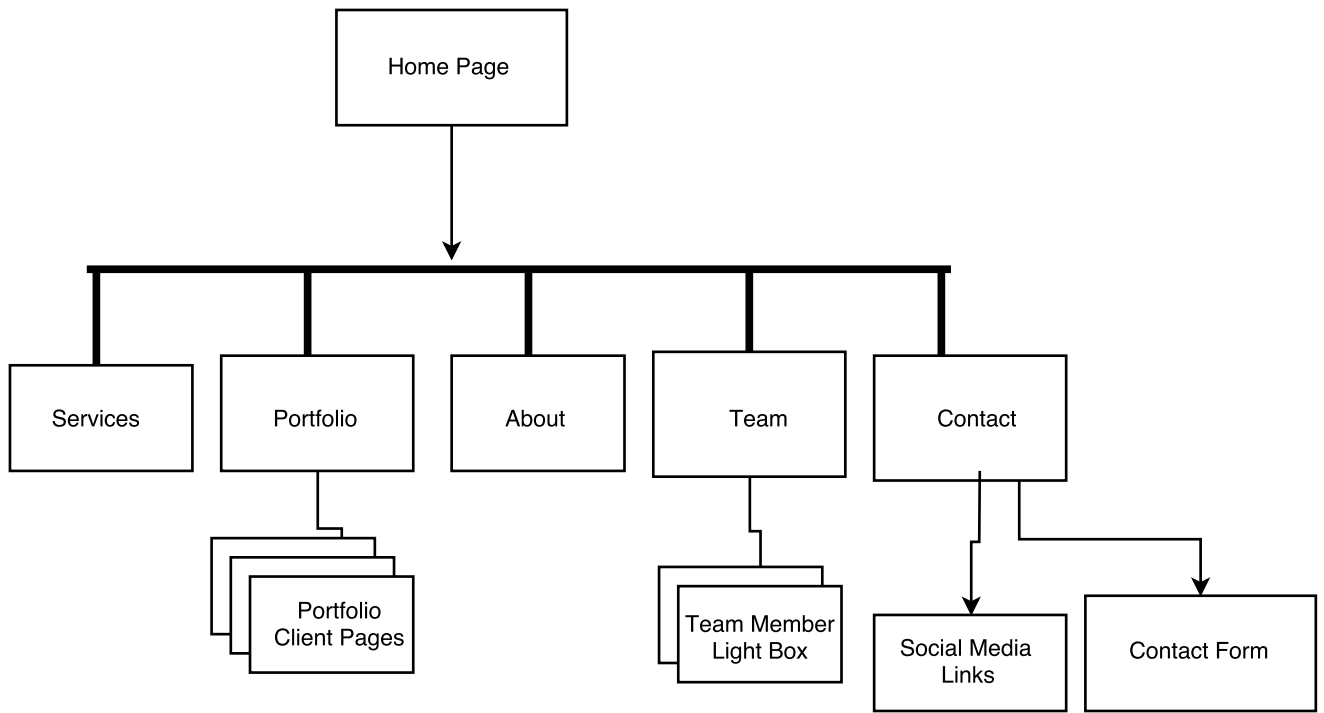 Home Page
Services
Portfolio
About
Team
Contact
Portfolio
Client Pages
Team Member
Light Box
Social Media
Links
Contact Form